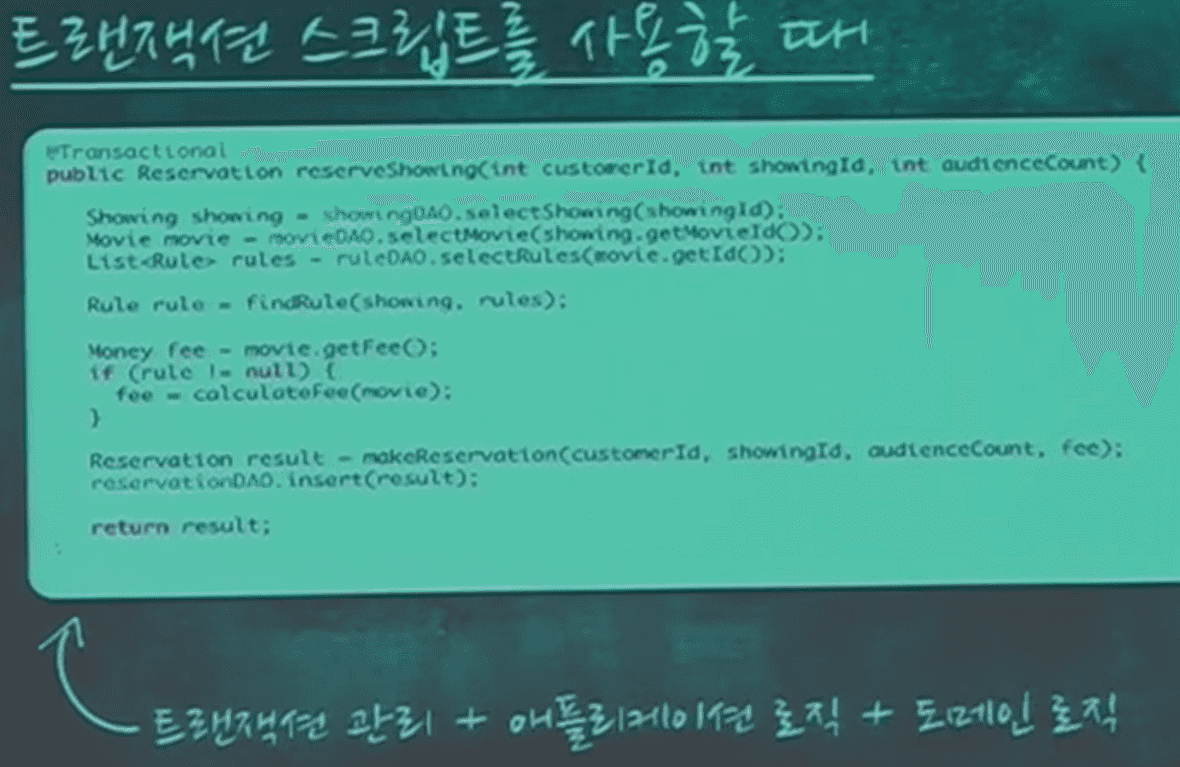 트랜잭션 스크립트를 사용할 때
@Transactional
public Reservation reserveShowing(int customerId, int showingId, int audienceCount) {
Showing showing = showingDAO.selectShowing(showingId);
Movie movie = movieDAO.selectMovie(showing.getMovieId());
List<Rule> rules = ruleDAO.selectRules(movie.getId());
Rule rule = findRule(showing, rules);
Money fee = movie.getFee();
if (rule != null) {
fee = calculateFee(movie);
}
Reservation result = makeReservation(customerId, showingId, audienceCount, fee);
reservationDAO.insert(result);
return result;
트랜잭션 관리 + 애플리케이션 로직 + 도메인 로직